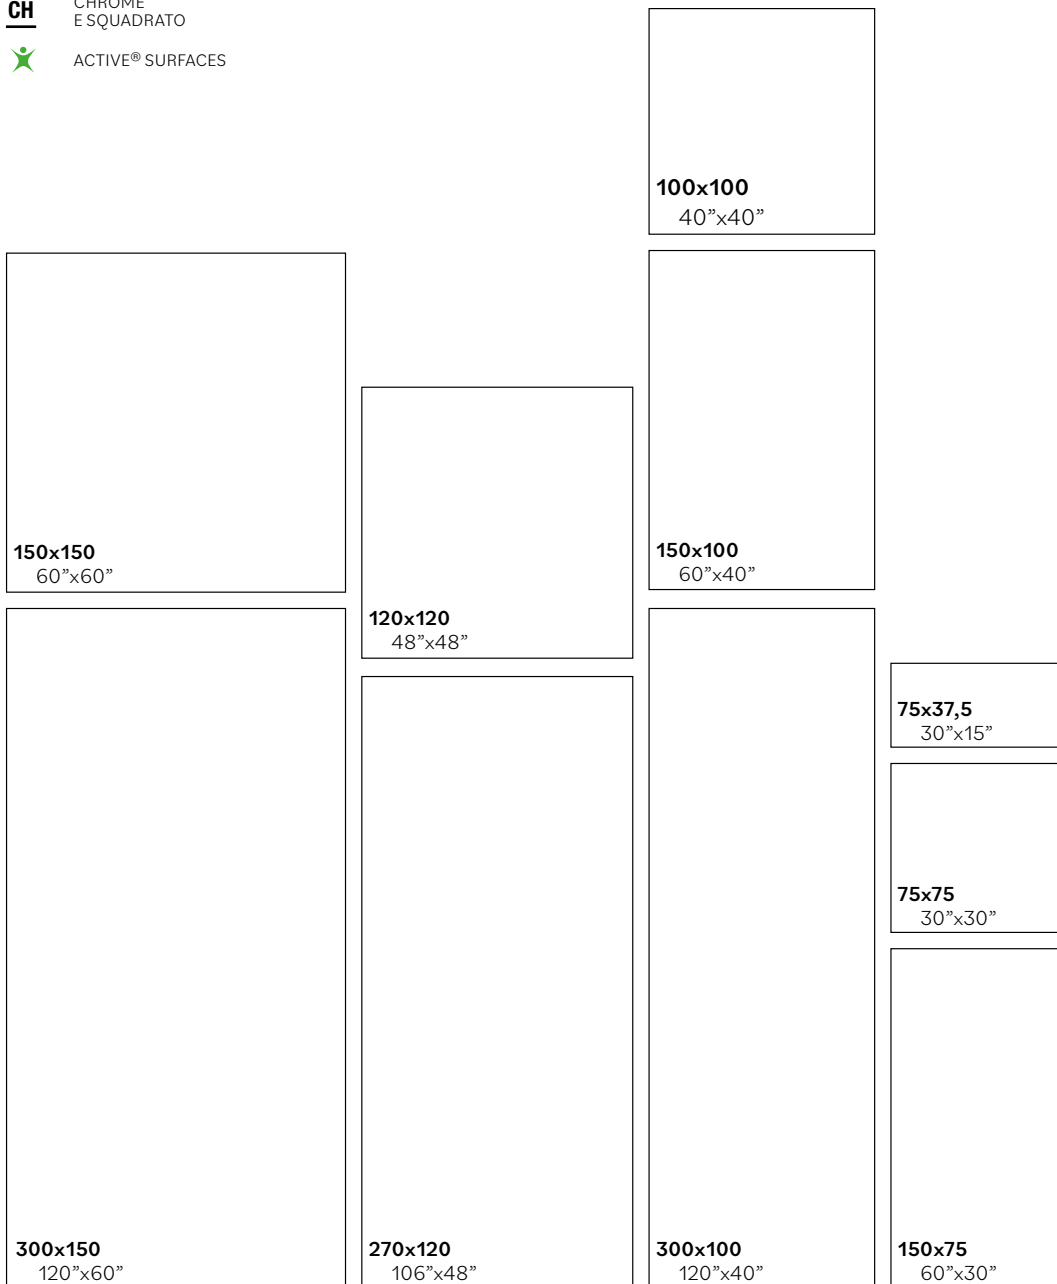 CH
CHROME
E SQUADRATO
ACTIVE® SURFACES
100x100
40”x40”
150x150
60”x60”
150x100
60”x40”
120x120
48”x48”
75x37,5
30”x15”
75x75
30”x30”
300x150
120”x60”
270x120
106”x48”
300x100
120”x40”
150x75
60”x30”